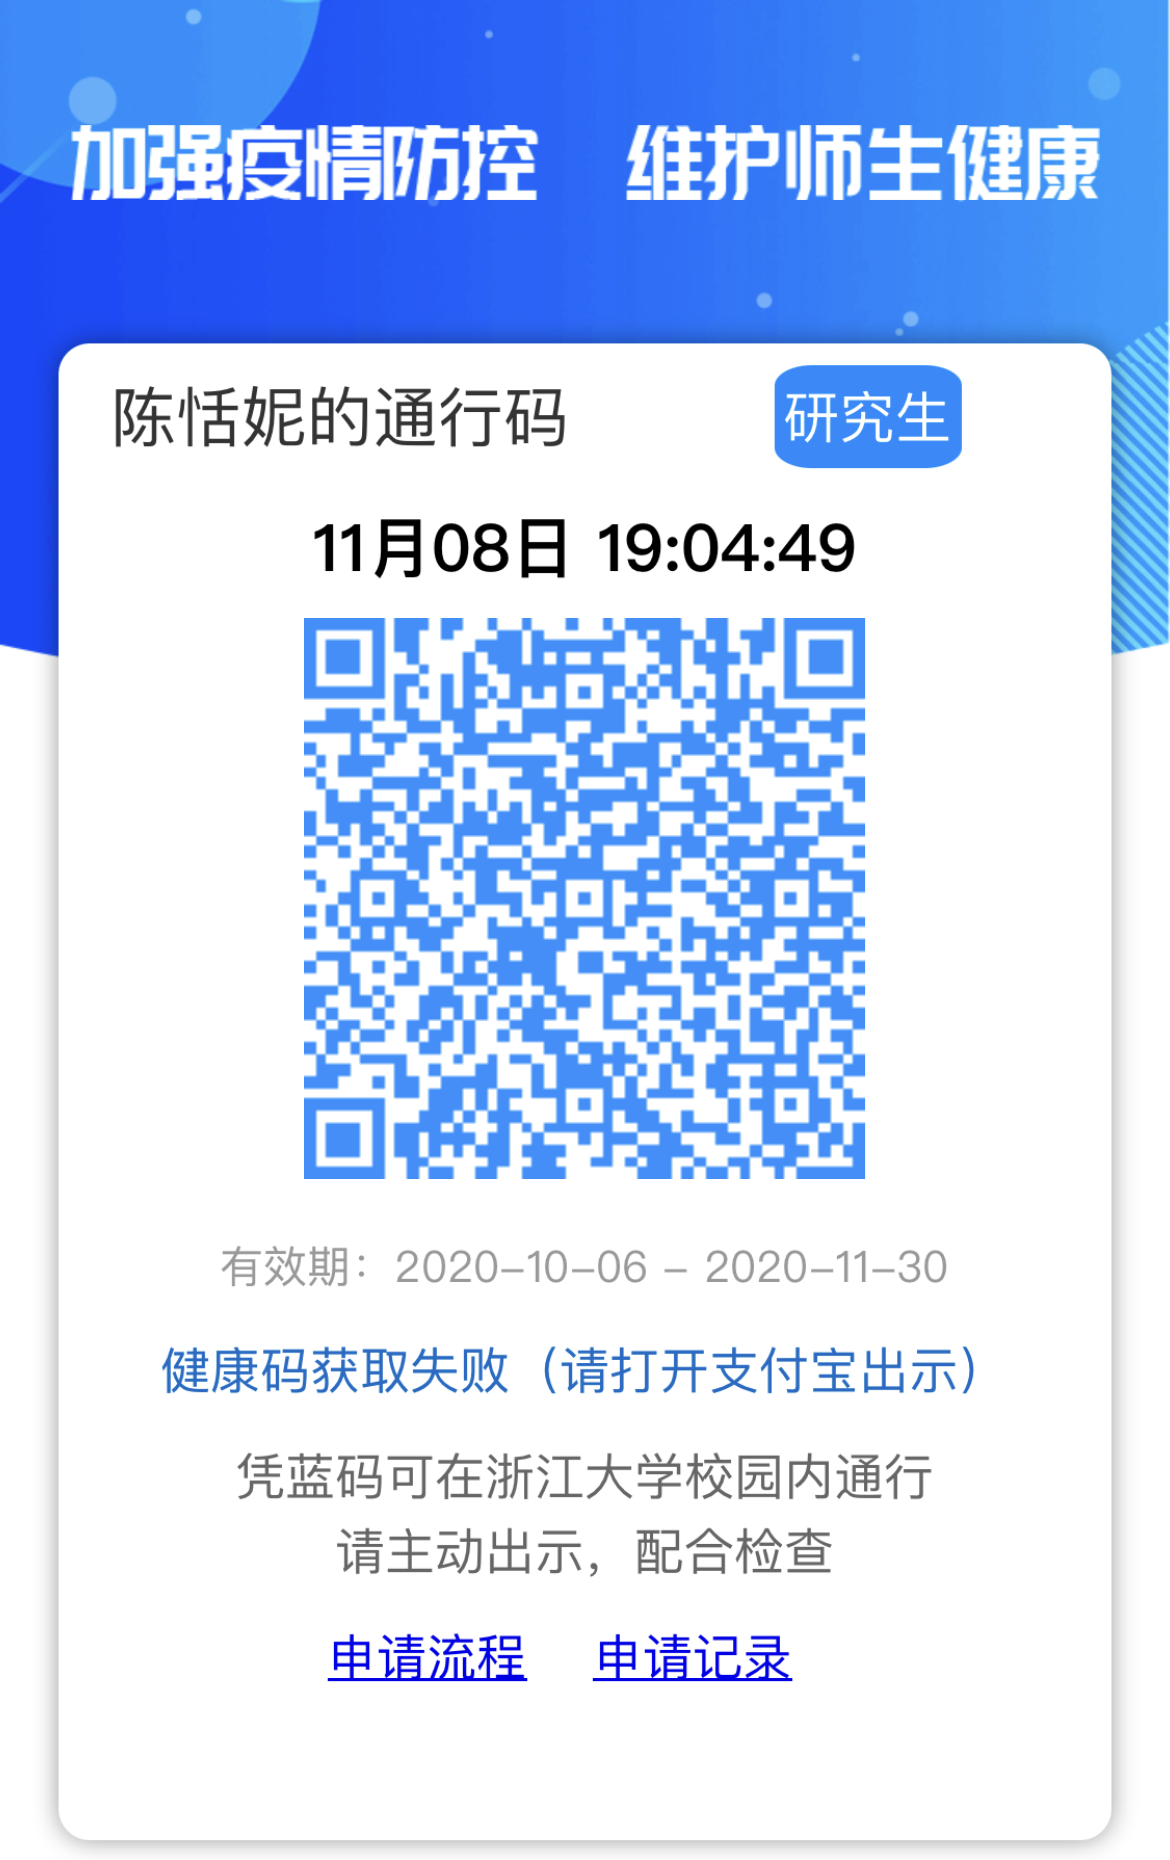 加强疫情防控 维护师生健康
陈恬妮的通行码 研究生
11月08日 19:04:49
有效期：2020-10-06 - 2020-11-30
健康码获取失败（请打开支付宝出示）
凭蓝码可在浙江大学校园内通行
请主动出示，配合检查
申请流程 申请记录